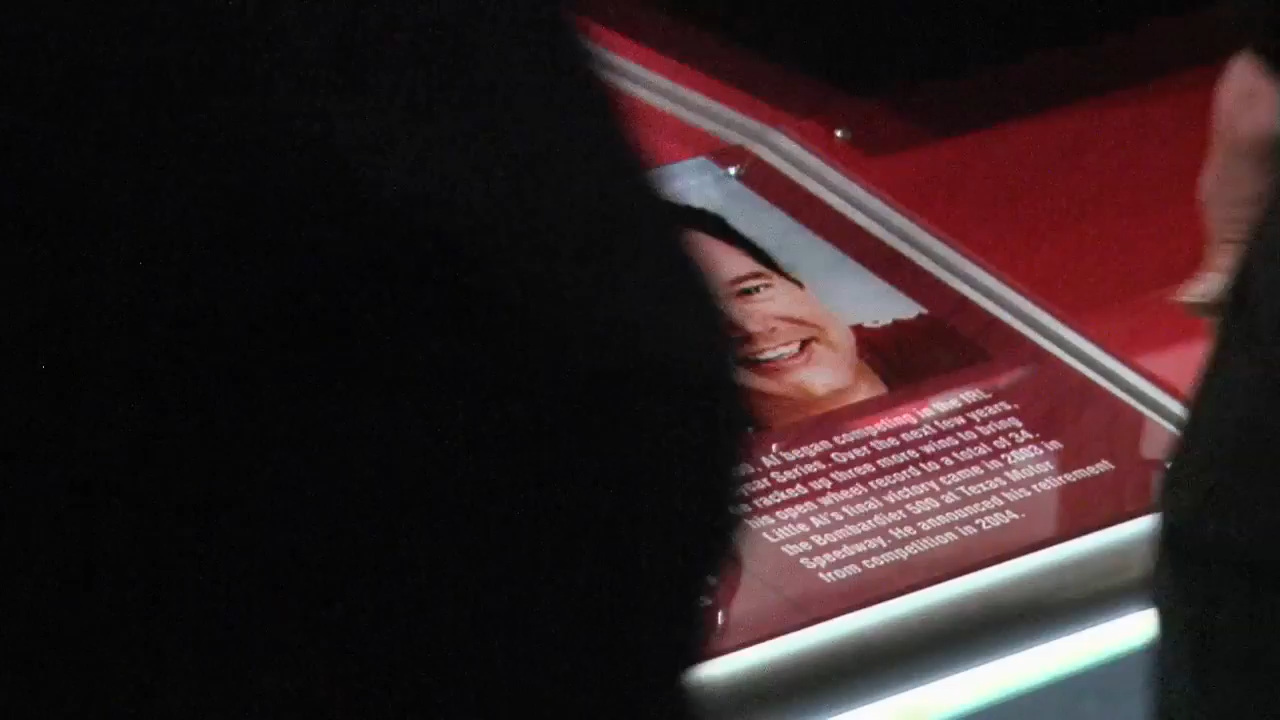 Al began competing in the IRL
Car Series. Over the next few years,
racked up three more wins to bring
his open wheel record to a total of 34.
Little Al's final victory came in 2003 in
the Bombardier 500 at Texas Motor
Speedway. He announced his retirement
from competition in 2004.